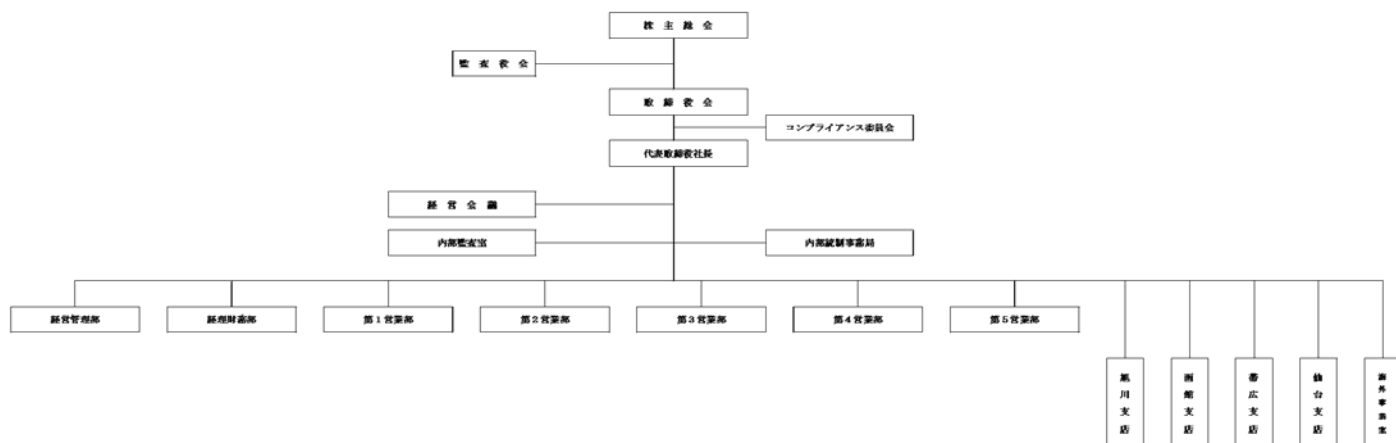 株主総会
監査役会
取締役会
コンプライアンス委員会
代表取締役社長
経営会議
内部監査室
内部統制事務局
経営管理部
経理財務部
第1営業部
第2営業部
第3営業部
第4営業部
第5営業部
旭川支店
函館支店
帯広支店
仙台支店
海外事業室